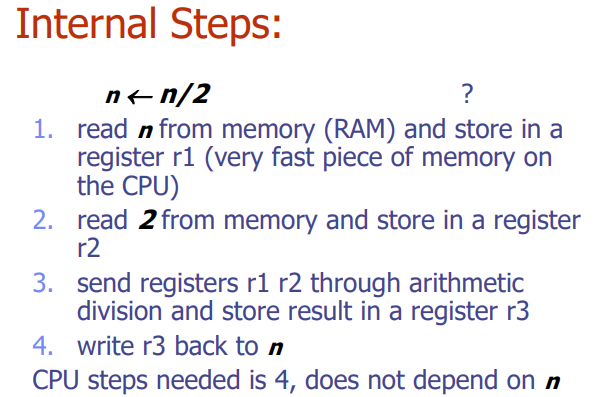 Internal Steps:
n ← n/2 ?
1. read n from memory (RAM) and store in a
register r1 (very fast piece of memory on
the CPU)
2. read 2 from memory and store in a register
r2
3. send registers r1 r2 through arithmetic
division and store result in a register r3
4. write r3 back to n
CPU steps needed is 4, does not depend on n